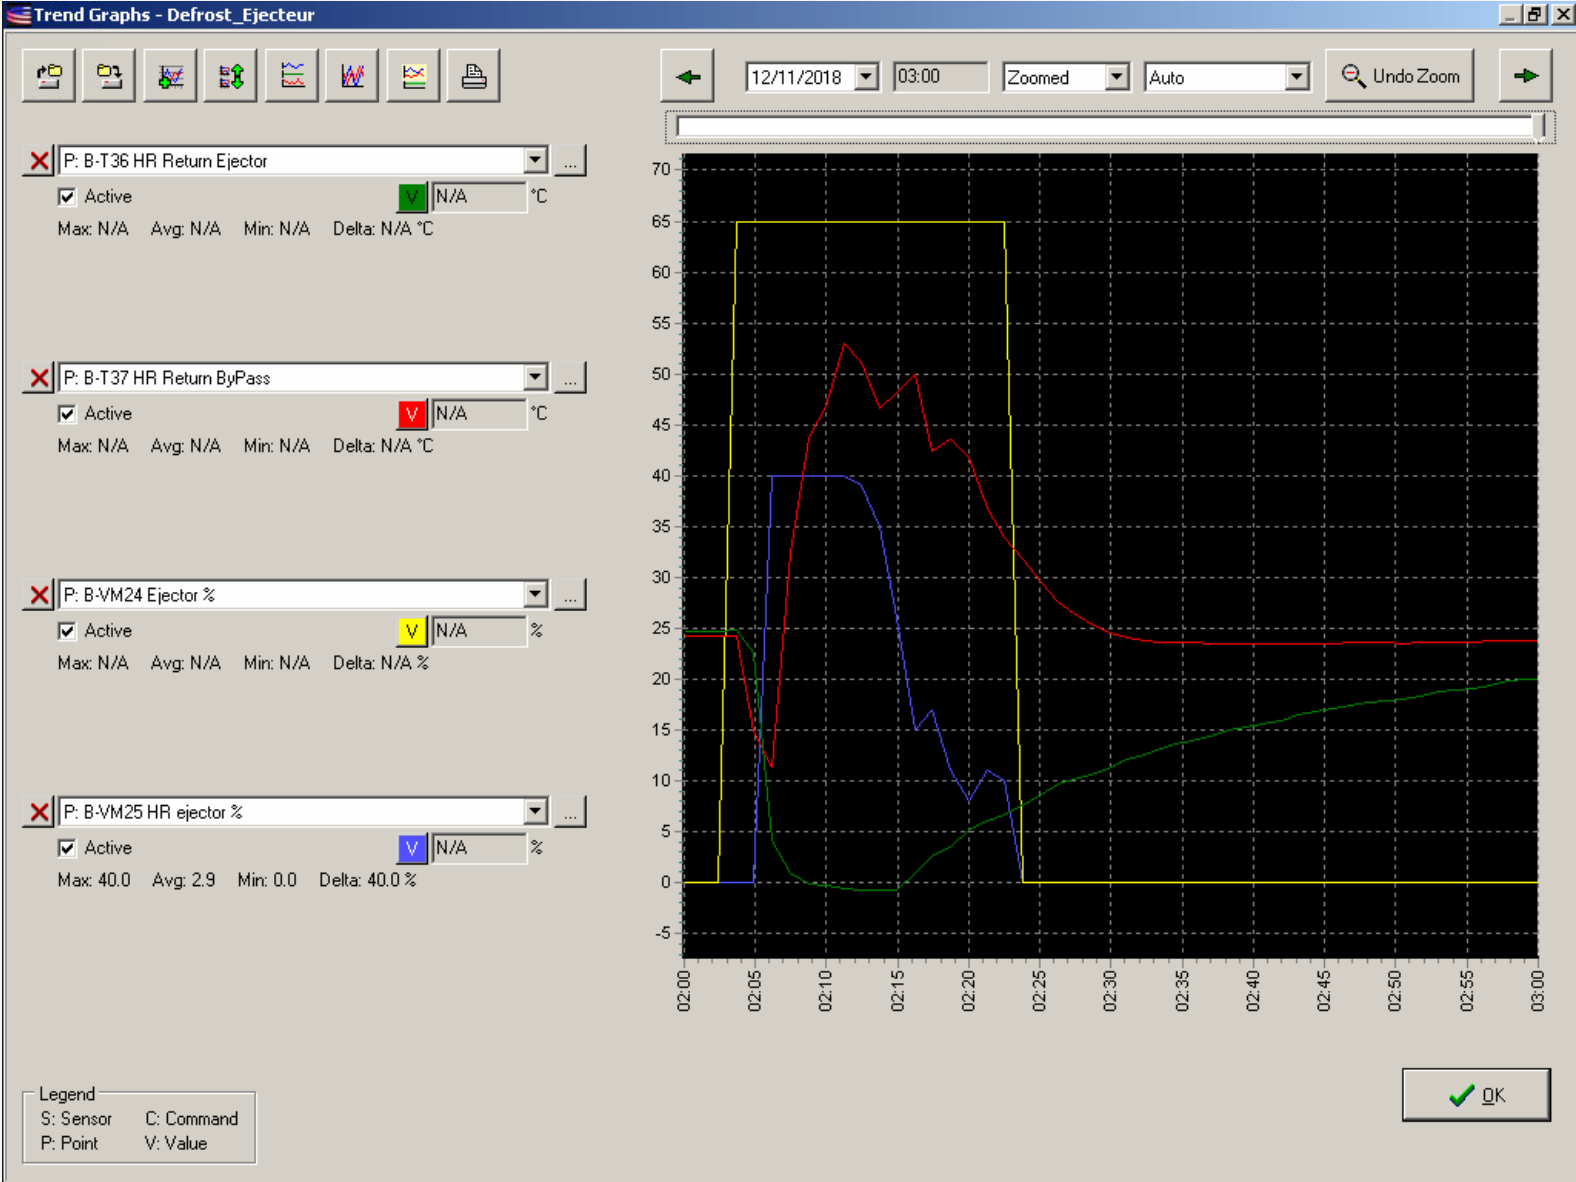 Trend Graphs - Defrost_Ejecteur
12/11/2018 03:00 Zoomed Auto Undo Zoom
P: B-T36 HR Return Ejector ...
Active V N/A °C
Max: N/A Avg: N/A Min: N/A Delta: N/A °C
P: B-T37 HR Return ByPass ...
Active V N/A °C
Max: N/A Avg: N/A Min: N/A Delta: N/A °C
P: B-VM24 Ejector % ...
Active V N/A %
Max: N/A Avg: N/A Min: N/A Delta: N/A %
P: B-VM25 HR ejector % ...
Active V N/A %
Max: 40.0 Avg: 2.9 Min: 0.0 Delta: 40.0 %
70
65
60
55
50
45
40
35
30
25
20
15
10
5
0
-5
02:00 02:05 02:10 02:15 02:20 02:25 02:30 02:35 02:40 02:45 02:50 02:55 03:00
Legend
S: Sensor C: Command
P: Point V: Value
OK